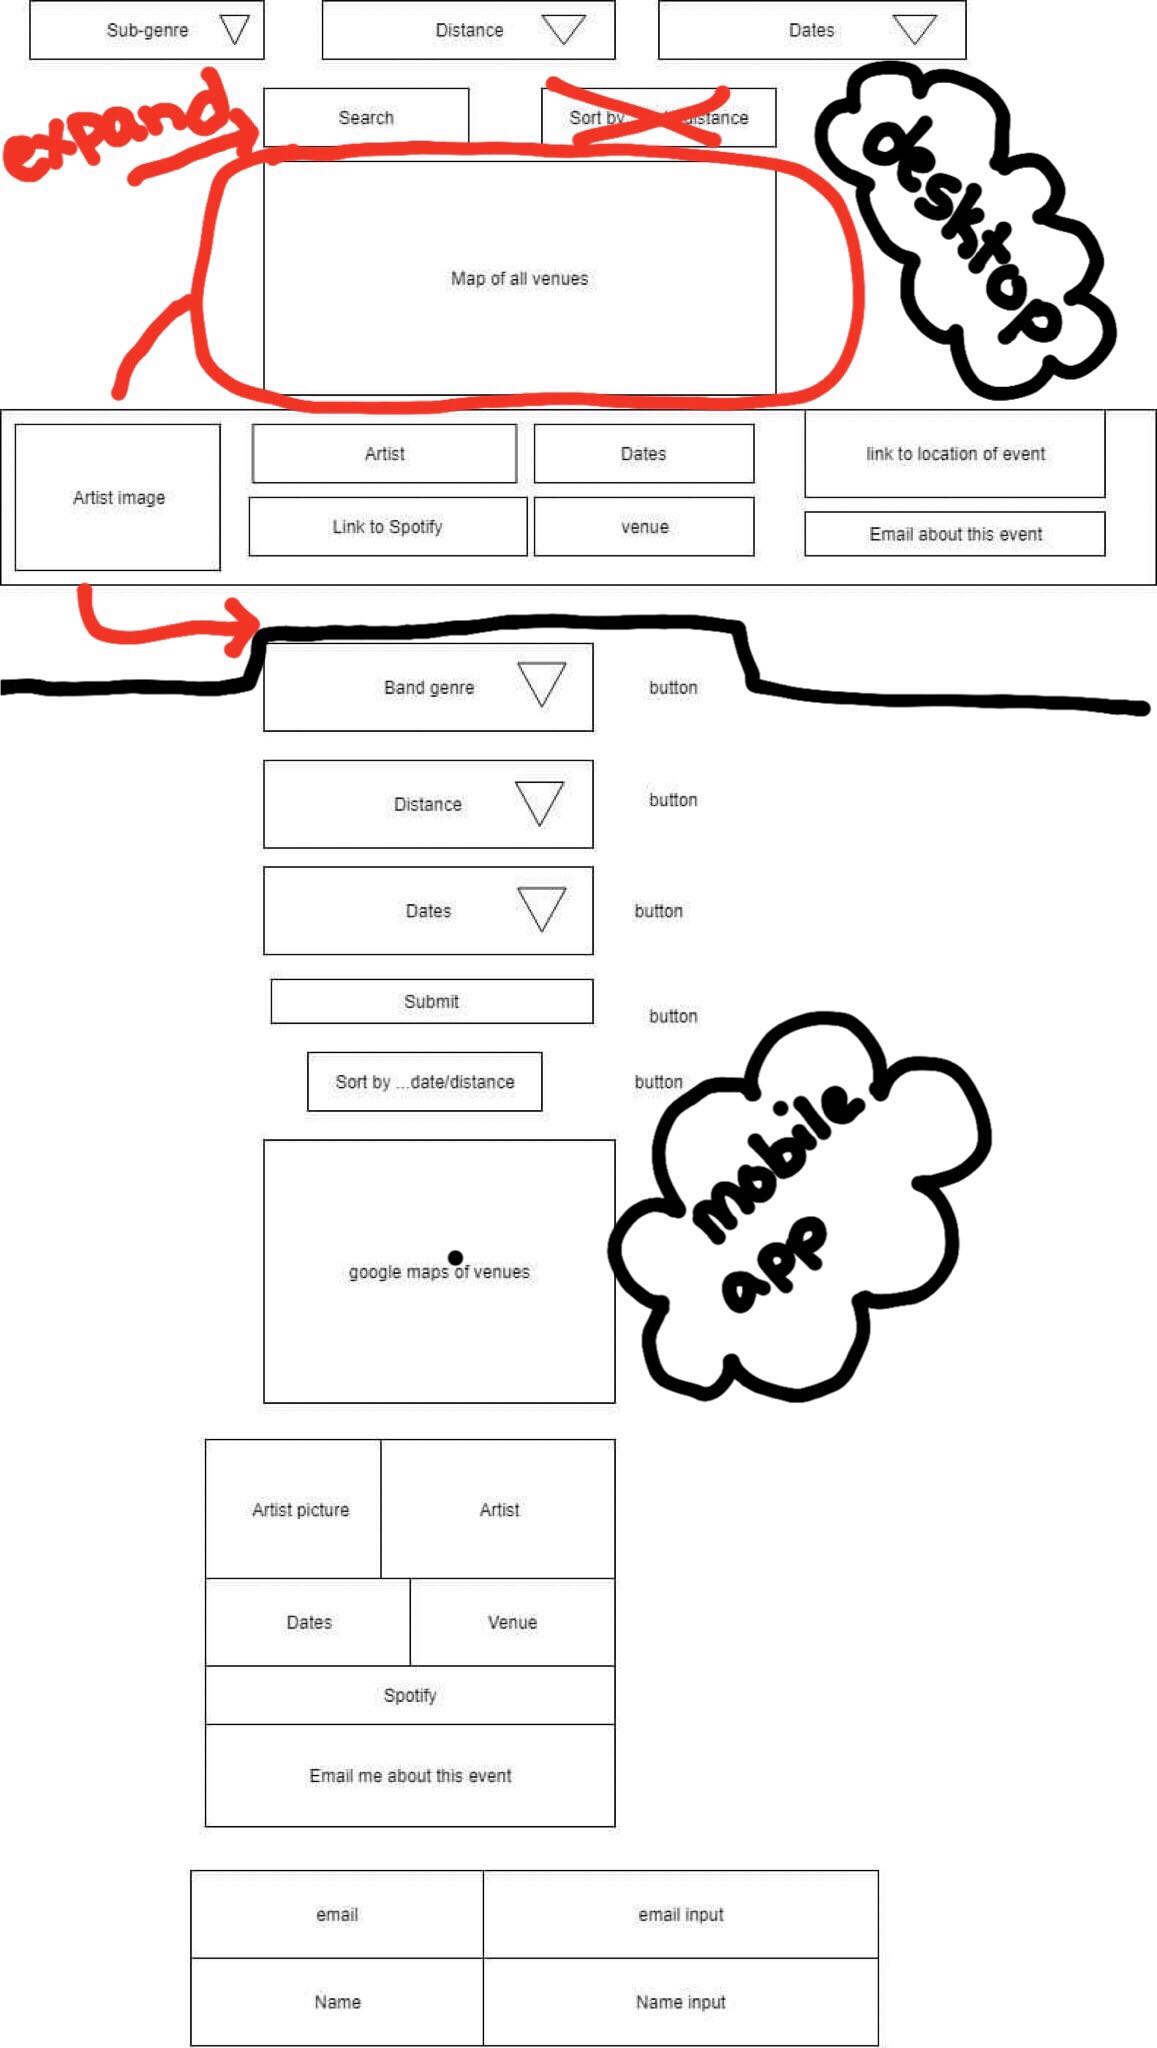 Sub-genre
Distance
Dates
expand
Search
Sort by distance
desktop
Map of all venues
Artist image
Artist
Dates
link to location of event
Link to Spotify
venue
Email about this event
Band genre
button
Distance
button
Dates
button
Submit
button
Sort by ...date/distance
button
mobile
app
google maps of venues
Artist picture
Artist
Dates
Venue
Spotify
Email me about this event
email
email input
Name
Name input